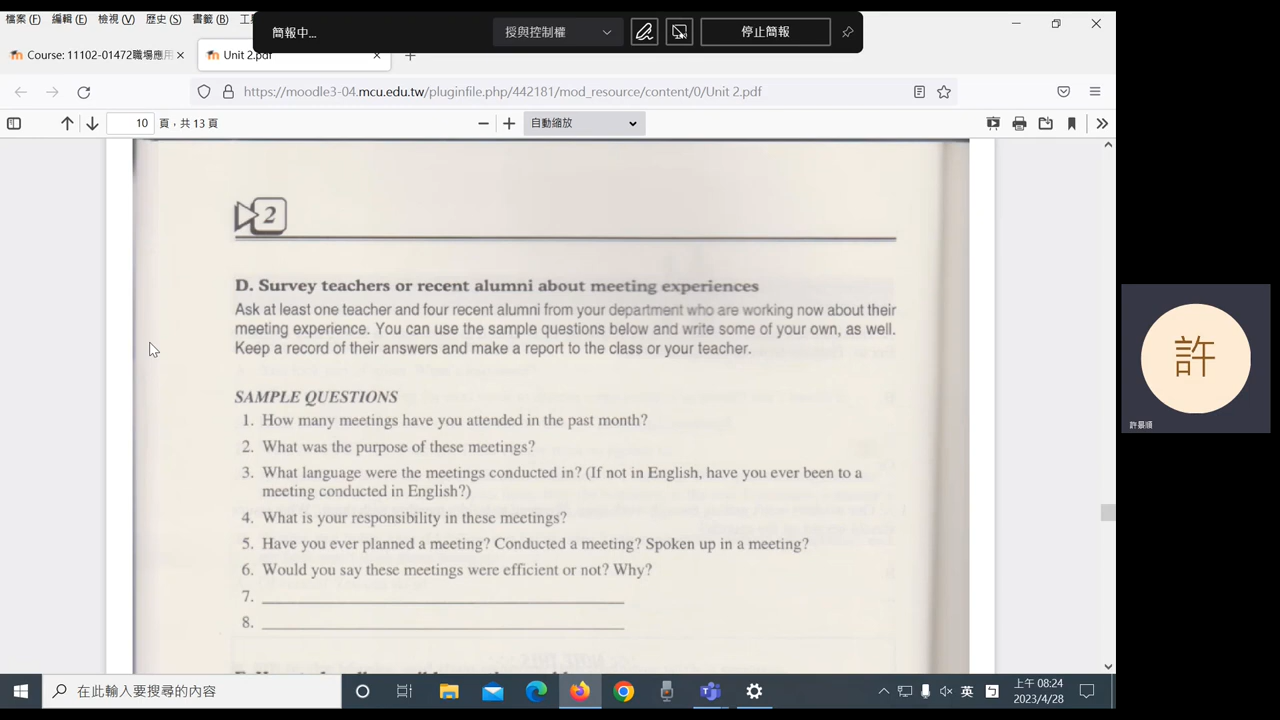 檔案 (F) 編輯 (E) 檢視 (V) 歷史 (S) 書籤 (B)
簡報中...
授與控制權
停止簡報
Course: 11102-01472職場應用
Unit 2.pdf
https://moodle3-04.mcu.edu.tw/pluginfile.php/442181/mod_resource/content/0/Unit 2.pdf
10 頁，共 13 頁
自動縮放
2
D. Survey teachers or recent alumni about meeting experiences
Ask at least one teacher and four recent alumni from your department who are working now about their
meeting experience. You can use the sample questions below and write some of your own, as well.
Keep a record of their answers and make a report to the class or your teacher.
SAMPLE QUESTIONS
1. How many meetings have you attended in the past month?
2. What was the purpose of these meetings?
3. What language were the meetings conducted in? (If not in English, have you ever been to a
meeting conducted in English?)
4. What is your responsibility in these meetings?
5. Have you ever planned a meeting? Conducted a meeting? Spoken up in a meeting?
6. Would you say these meetings were efficient or not? Why?
7.
8.
許
許景順
在此輸入要搜尋的文字
英
上午 08:24
2023/4/28